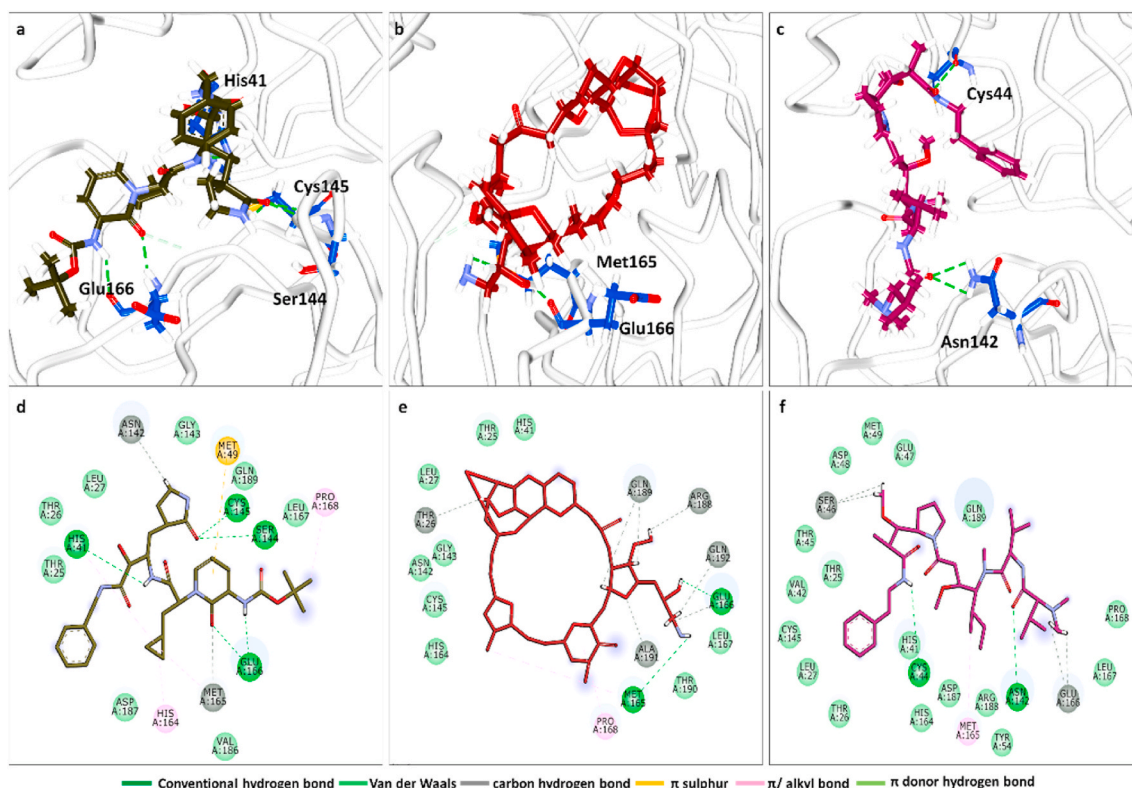 a
His41
Cys145
Glu166
Ser144
b
Met165
Glu166
c
Cys44
Asn142
d
ASN
A:142
GLY
A:143
MET
A:49
GLN
A:189
LEU
A:27
PRO
A:168
THR
A:26
CYS
A:145
LEU
A:167
HIS
A:41
SER
A:144
THR
A:25
GLU
A:166
ASP
A:187
HIS
A:164
MET
A:165
VAL
A:186
e
THR
A:25
HIS
A:41
LEU
A:27
GLN
A:189
ARG
A:188
THR
A:26
GLN
A:192
ASN
A:142
GLY
A:143
GLU
A:166
CYS
A:145
LEU
A:167
HIS
A:164
ALA
A:191
THR
A:190
MET
A:165
PRO
A:168
f
MET
A:49
GLU
A:47
ASP
A:48
SER
A:46
GLN
A:189
THR
A:45
VAL
A:42
THR
A:25
PRO
A:168
CYS
A:145
HIS
A:41
LEU
A:27
CYS
A:44
ASP
A:187
ARG
A:188
ASN
A:142
GLU
A:166
LEU
A:167
THR
A:26
HIS
A:164
MET
A:165
TYR
A:54
Conventional hydrogen bond Van der Waals carbon hydrogen bond π sulphur π/ alkyl bond π donor hydrogen bond